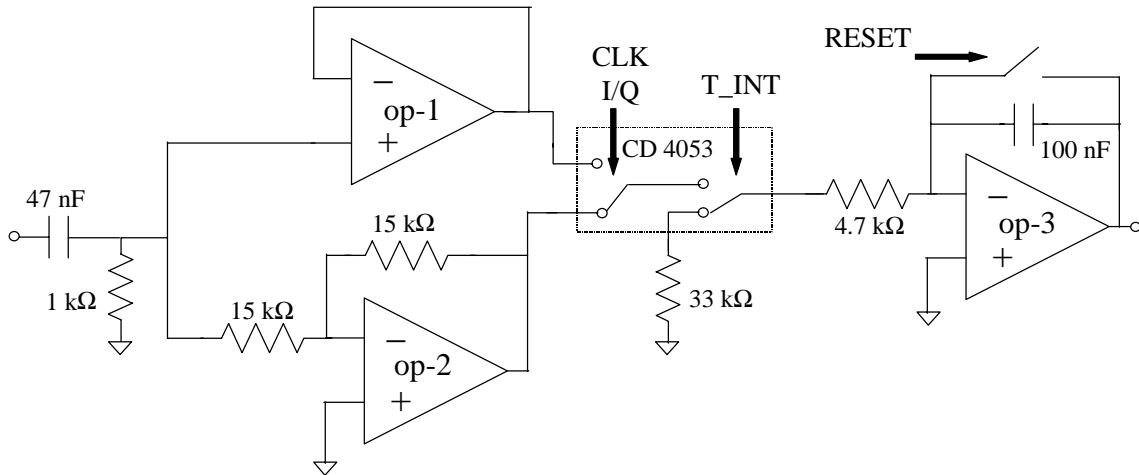 RESET
CLK
I/Q
T_INT
−
op-1
+
CD 4053
100 nF
47 nF
15 kΩ
4.7 kΩ
−
op-3
+
1 kΩ
15 kΩ
33 kΩ
−
op-2
+